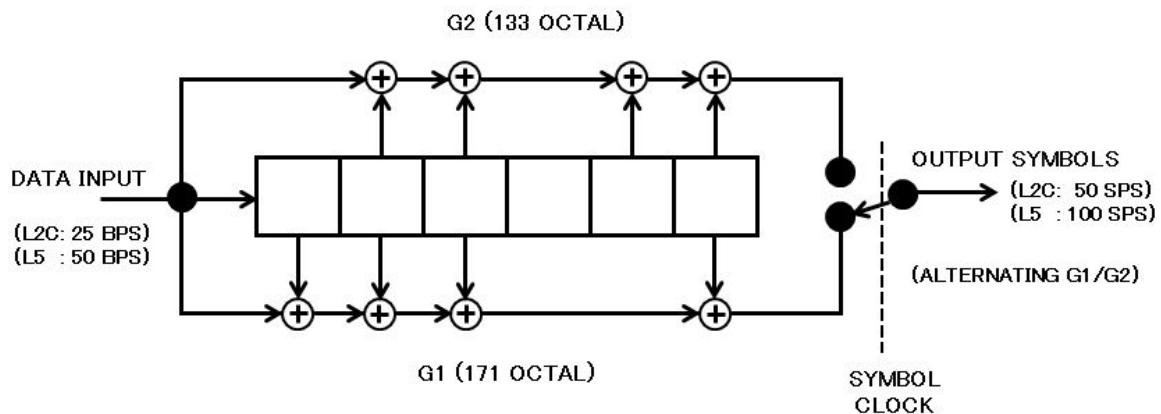 G2 (133 OCTAL)
DATA INPUT
(L2C: 25 BPS)
(L5 : 50 BPS)
OUTPUT SYMBOLS
(L2C: 50 SPS)
(L5 : 100 SPS)
(ALTERNATING G1/G2)
G1 (171 OCTAL)
SYMBOL
CLOCK